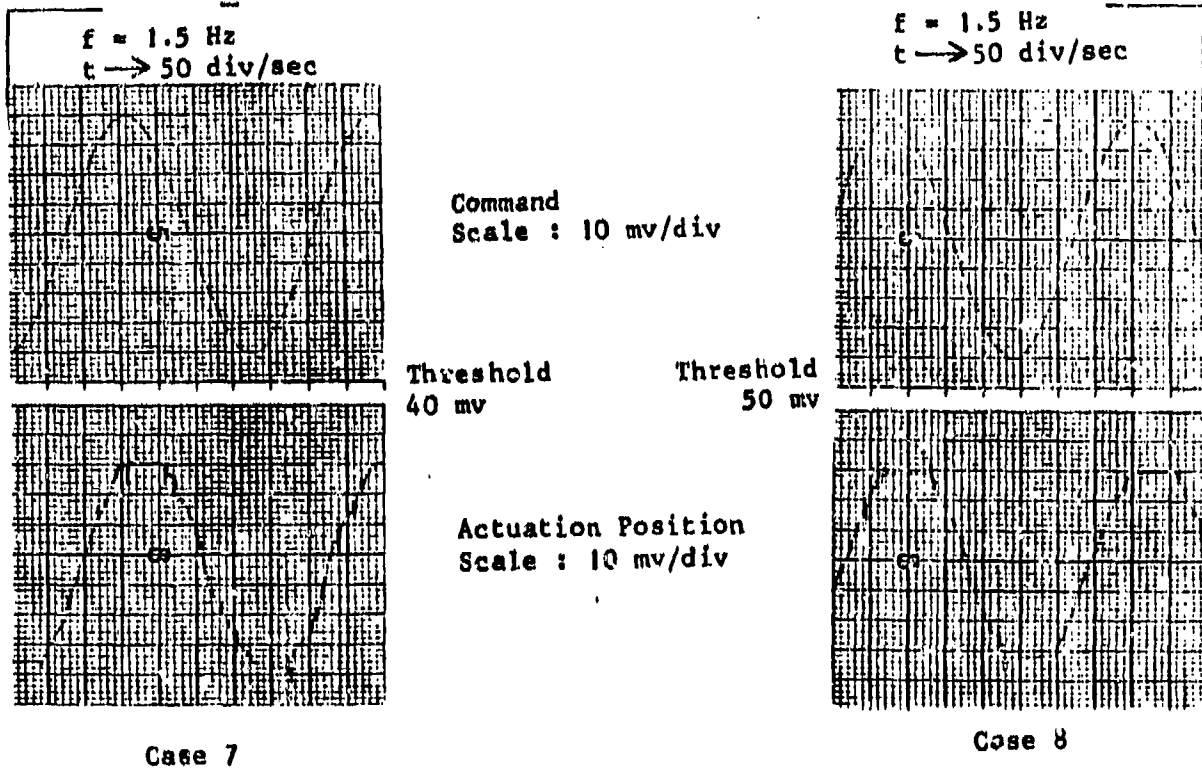 f = 1.5 Hz
t → 50 div/sec
f = 1.5 Hz
t → 50 div/sec
Command
Scale : 10 mv/div
Threshold
40 mv
Threshold
50 mv
Actuation Position
Scale : 10 mv/div
Case 7
Case 8